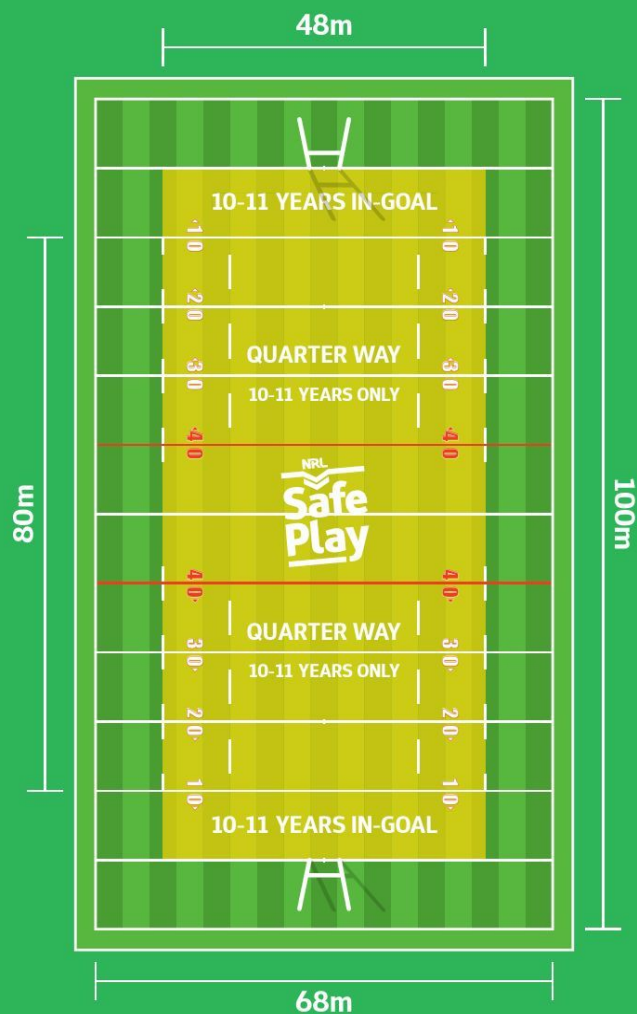 48m
10-11 YEARS IN-GOAL
10 10
20 20
QUARTER WAY
30 30
10-11 YEARS ONLY
40 40
NRL
Safe
Play
80m
100m
40 40
QUARTER WAY
30 30
10-11 YEARS ONLY
20 20
10 10
10-11 YEARS IN-GOAL
68m